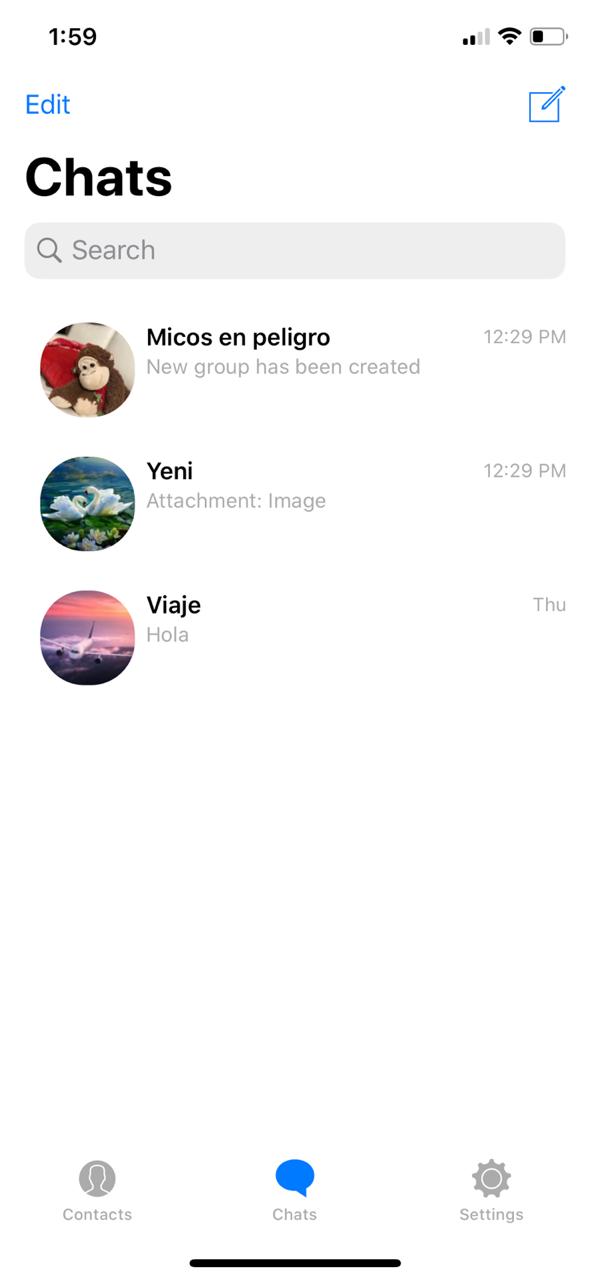 1:59
Edit
Chats
Search
Micos en peligro 12:29 PM
New group has been created
Yeni 12:29 PM
Attachment: Image
Viaje Thu
Hola
Contacts Chats Settings